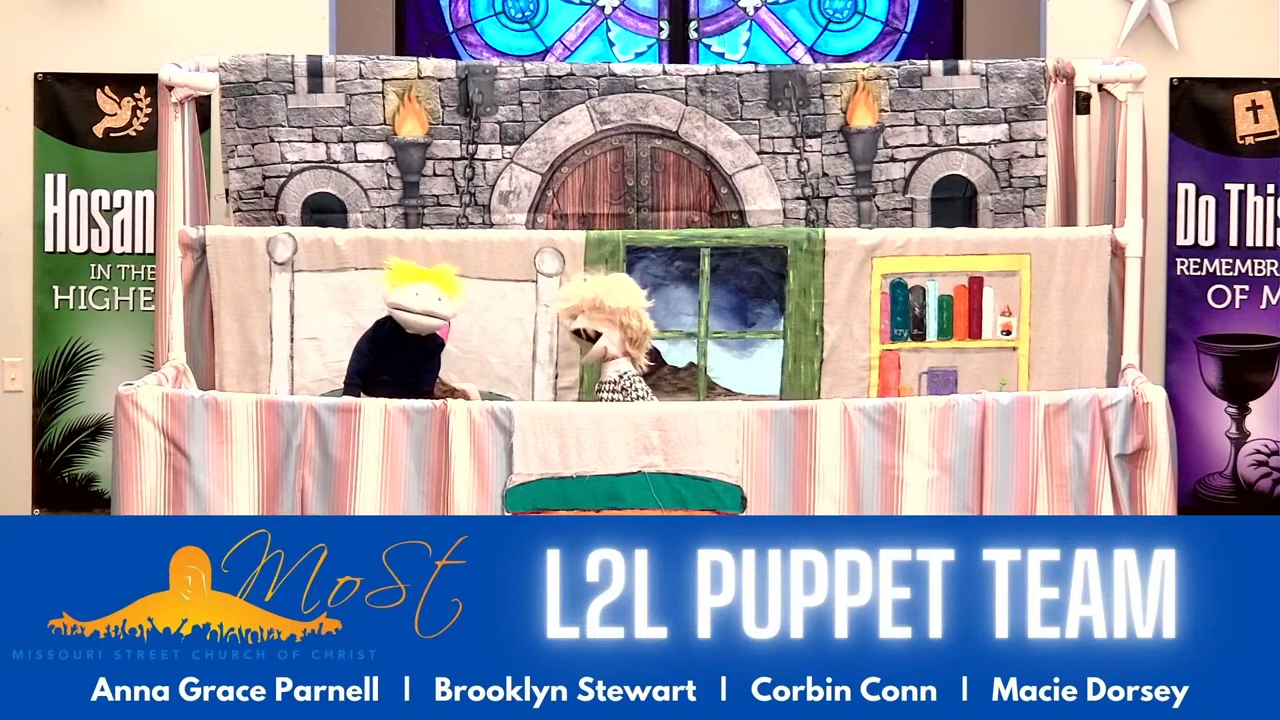 Hosan
IN THE
HIGHE
Do This
REMEMBR
OF M
KJV
MoSt
MISSOURI STREET CHURCH OF CHRIST
L2L PUPPET TEAM
Anna Grace Parnell | Brooklyn Stewart | Corbin Conn | Macie Dorsey